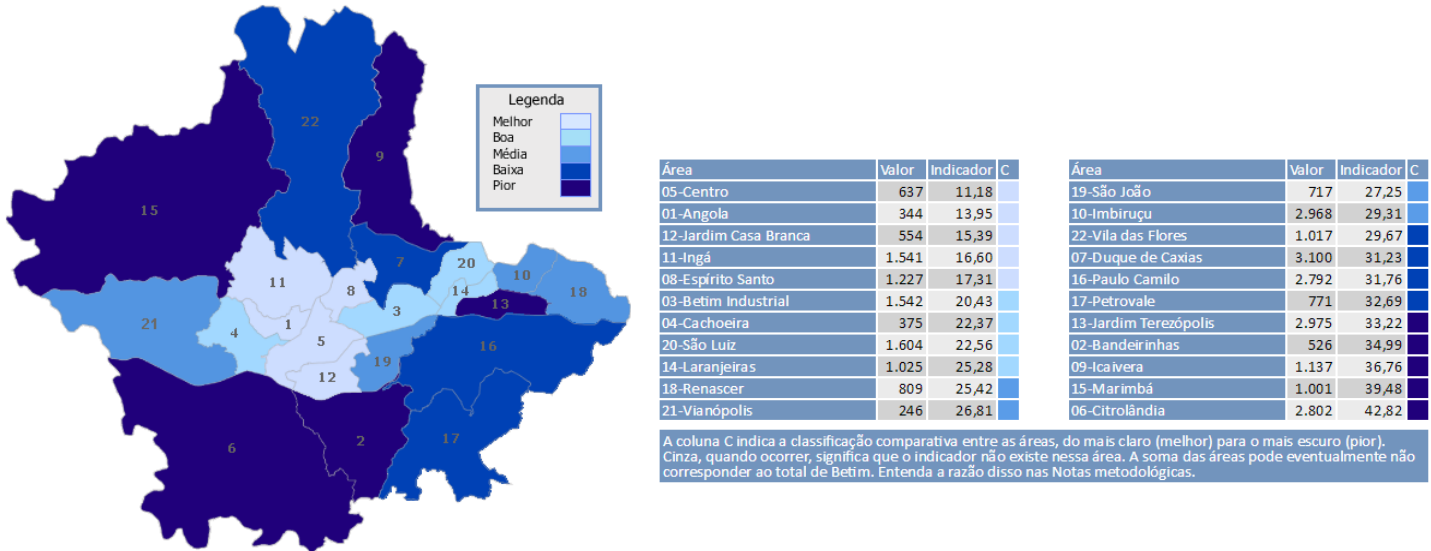 22
9
15
Legenda
Melhor
Boa
Média
Baixa
Pior
7
20
10
14
13
18
11
8
3
1
21
4
5
16
19
12
6
2
17
Área Valor Indicador C
05-Centro 637 11,18
01-Angola 344 13,95
12-Jardim Casa Branca 554 15,39
11-Ingá 1.541 16,60
08-Espírito Santo 1.227 17,31
03-Betim Industrial 1.542 20,43
04-Cachoeira 375 22,37
20-São Luiz 1.604 22,56
14-Laranjeiras 1.025 25,28
18-Renascer 809 25,42
21-Vianópolis 246 26,81
Área Valor Indicador C
19-São João 717 27,25
10-Imbiruçu 2.968 29,31
22-Vila das Flores 1.017 29,67
07-Duque de Caxias 3.100 31,23
16-Paulo Camilo 2.792 31,76
17-Petrovale 771 32,69
13-Jardim Terezópolis 2.975 33,22
02-Bandeirinhas 526 34,99
09-Icaivera 1.137 36,76
15-Marimbá 1.001 39,48
06-Citrolândia 2.802 42,82
A coluna C indica a classificação comparativa entre as áreas, do mais claro (melhor) para o mais escuro (pior).
Cinza, quando ocorrer, significa que o indicador não existe nessa área. A soma das áreas pode eventualmente não
corresponder ao total de Betim. Entenda a razão disso nas Notas metodológicas.